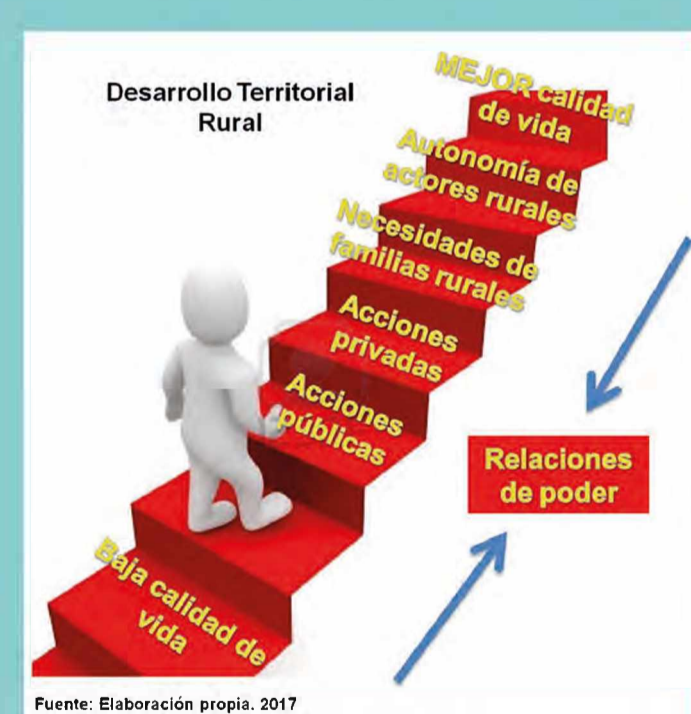 Desarrollo Territorial
Rural
MEJOR calidad
de vida
Autonomía de
actores rurales
Necesidades de
familias rurales
Acciones
privadas
Acciones
públicas
Baja calidad de
vida
Relaciones
de poder
Fuente: Elaboración propia. 2017